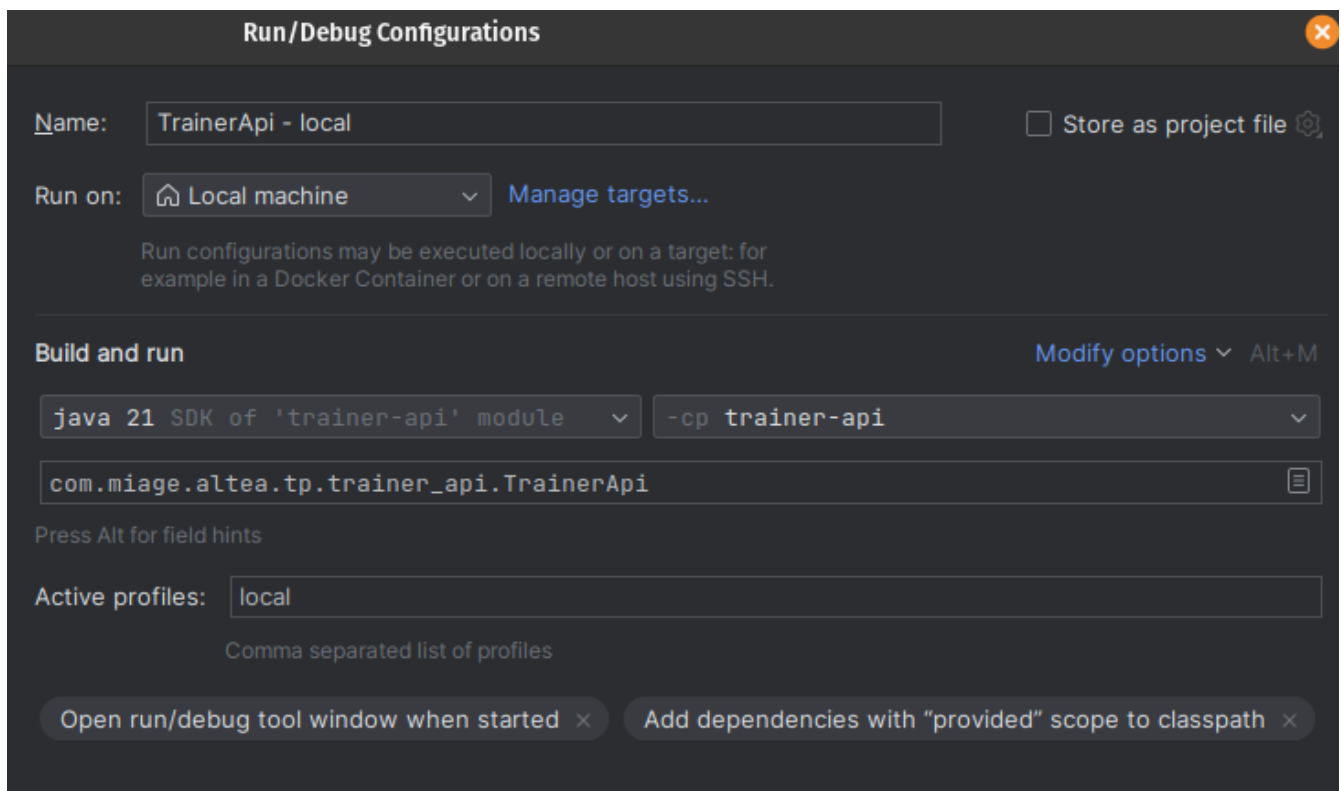 Run/Debug Configurations
Name: TrainerApi - local Store as project file
Run on: Local machine Manage targets...
Run configurations may be executed locally or on a target: for
example in a Docker Container or on a remote host using SSH.
Build and run Modify options Alt+M
java 21 SDK of 'trainer-api' module -cp trainer-api
com.miage.altea.tp.trainer_api.TrainerApi
Press Alt for field hints
Active profiles: local
Comma separated list of profiles
Open run/debug tool window when started × Add dependencies with “provided” scope to classpath ×